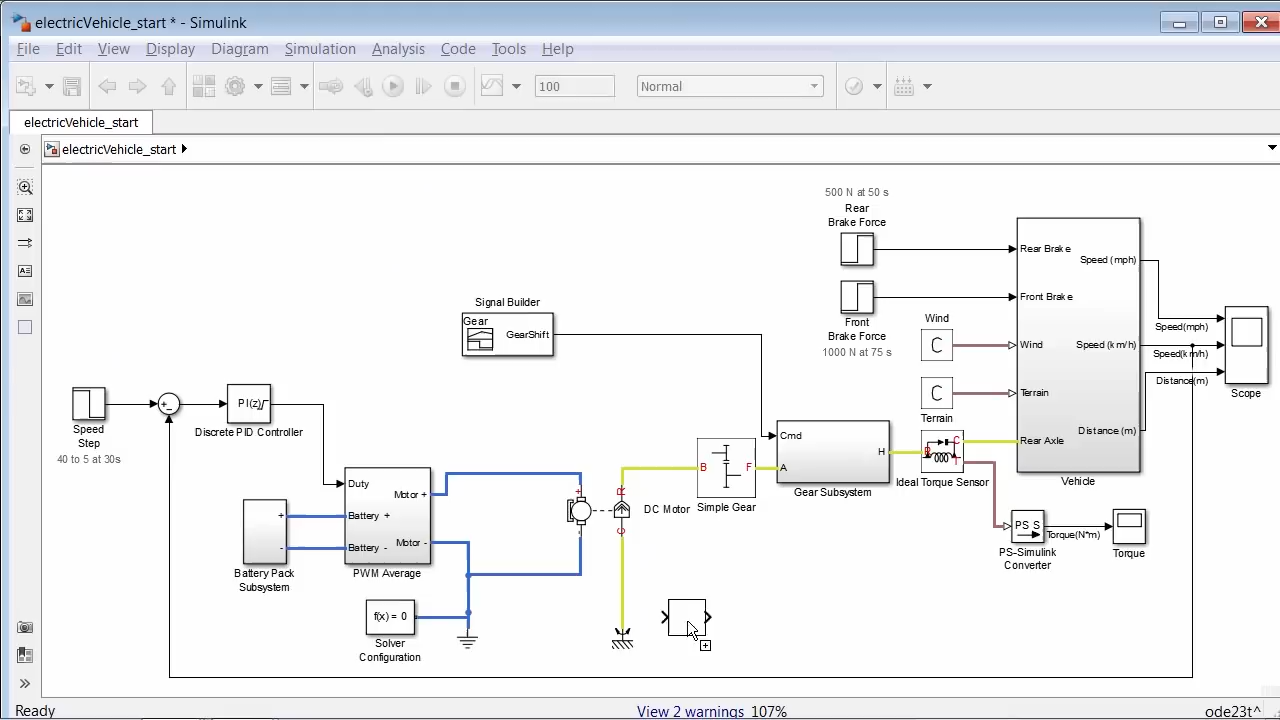 electricVehicle_start * - Simulink
File Edit View Display Diagram Simulation Analysis Code Tools Help
100
Normal
electricVehicle_start
electricVehicle_start
500 N at 50 s
Rear
Brake Force
Rear Brake
Speed (mph)
Front Brake
Signal Builder
Gear
GearShift
Front
Brake Force
1000 N at 75 s
Wind
C
Wind
Speed (km/h)
Speed(mph)
Speed(km/h)
Distance(m)
Scope
C
Terrain
Terrain
Speed
Step
40 to 5 at 30s
+
-
PI(z)
Discrete PID Controller
Cmd
A
H
Gear Subsystem
B
C
T
Ideal Torque Sensor
Rear Axle
Distance (m)
Vehicle
B
F
Simple Gear
Duty
Motor +
Battery +
Battery -
Motor -
PWM Average
+
-
Battery Pack
Subsystem
+
-
R
C
DC Motor
PS S
PS-Simulink
Converter
Torque(N*m)
Torque
f(x) = 0
Solver
Configuration
Ready
View 2 warnings
107%
ode23t^